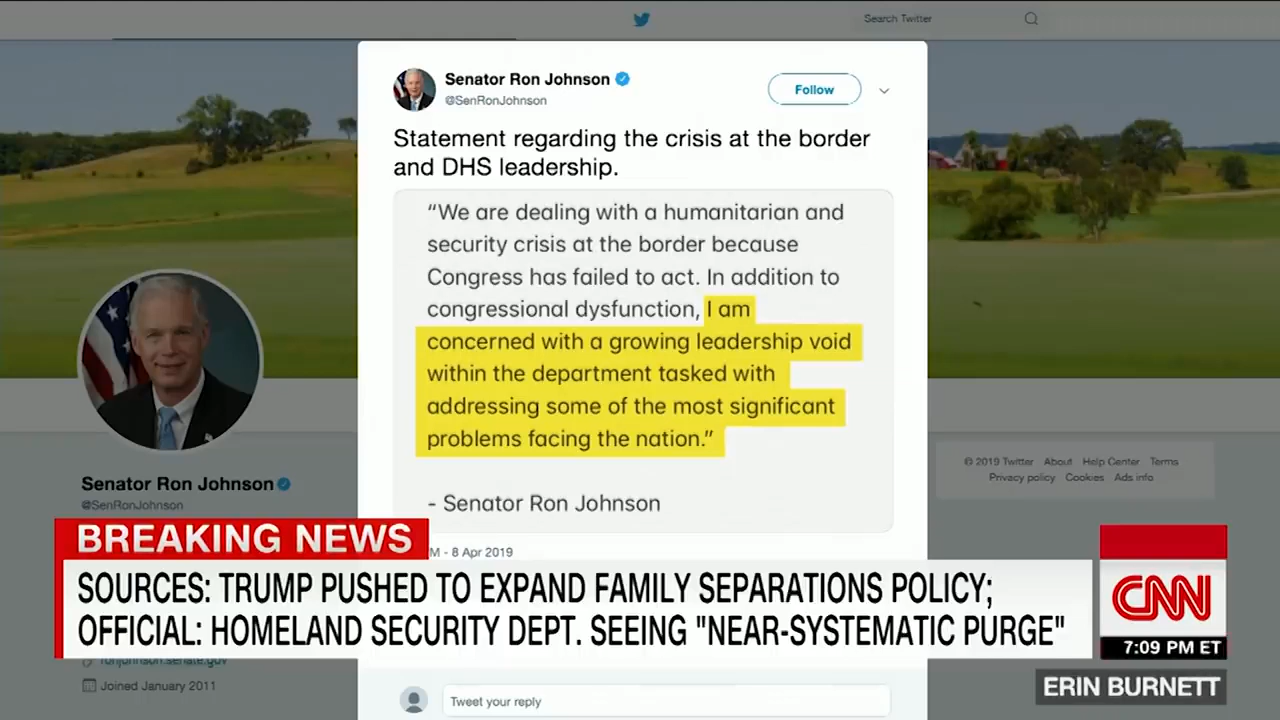 Search Twitter
Senator Ron Johnson
@SenRonJohnson
Follow
Statement regarding the crisis at the border
and DHS leadership.
“We are dealing with a humanitarian and
security crisis at the border because
Congress has failed to act. In addition to
congressional dysfunction, I am
concerned with a growing leadership void
within the department tasked with
addressing some of the most significant
problems facing the nation.”
- Senator Ron Johnson
M - 8 Apr 2019
Senator Ron Johnson
@SenRonJohnson
© 2019 Twitter About Help Center Terms
Privacy policy Cookies Ads info
BREAKING NEWS
SOURCES: TRUMP PUSHED TO EXPAND FAMILY SEPARATIONS POLICY;
OFFICIAL: HOMELAND SECURITY DEPT. SEEING "NEAR-SYSTEMATIC PURGE"
CNN
7:09 PM ET
ERIN BURNETT
ronjohnson.senate.gov
Joined January 2011
Tweet your reply